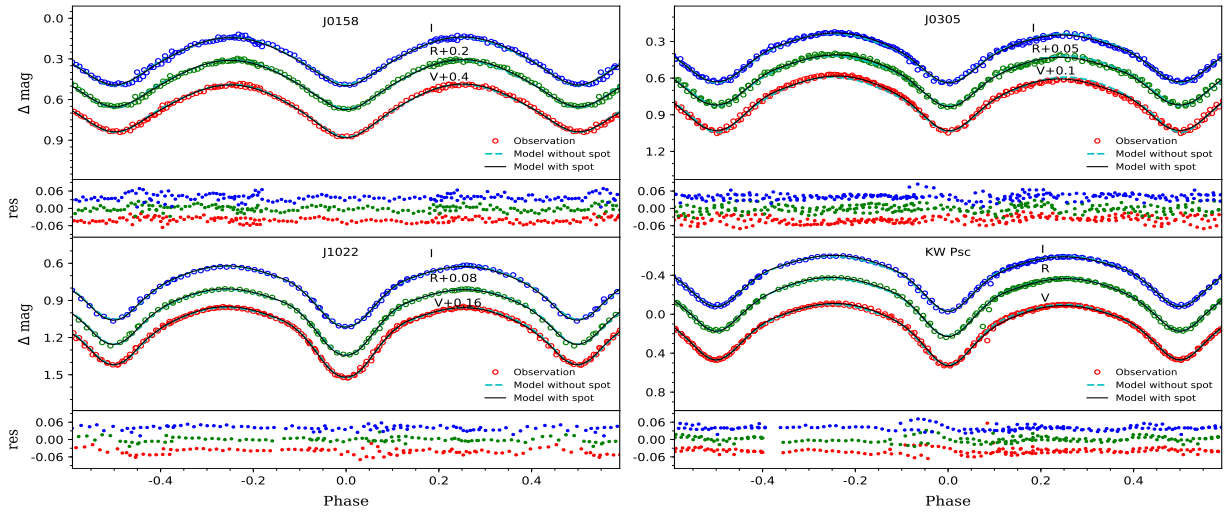 J0158
I
R+0.2
V+0.4
0.0
0.3
0.6
0.9
Δ mag
Observation
Model without spot
Model with spot
0.06
0.00
-0.06
res
J0305
I
R+0.05
V+0.1
0.3
0.6
0.9
1.2
Observation
Model without spot
Model with spot
0.06
0.00
-0.06
J1022
I
R+0.08
V+0.16
0.6
0.9
1.2
1.5
Δ mag
Observation
Model without spot
Model with spot
0.06
0.00
-0.06
res
-0.4 -0.2 0.0 0.2 0.4
Phase
KW Psc
I
R
V
-0.4
0.0
0.4
0.8
Observation
Model without spot
Model with spot
0.06
0.00
-0.06
-0.4 -0.2 0.0 0.2 0.4
Phase